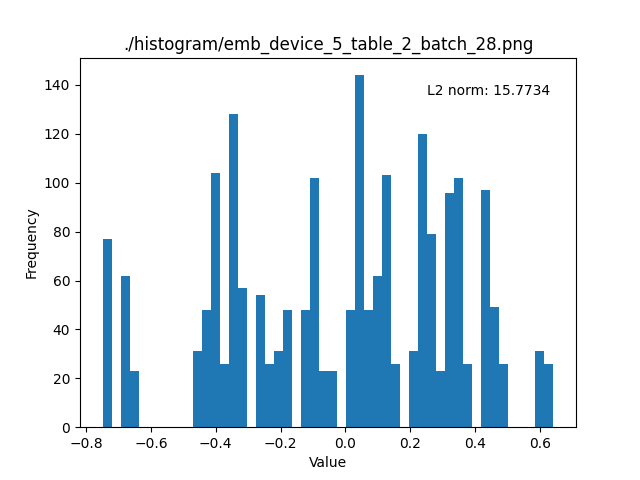 ./histogram/emb_device_5_table_2_batch_28.png
L2 norm: 15.7734
140
120
100
80
60
40
20
0
Frequency
−0.8 −0.6 −0.4 −0.2 0.0 0.2 0.4 0.6
Value